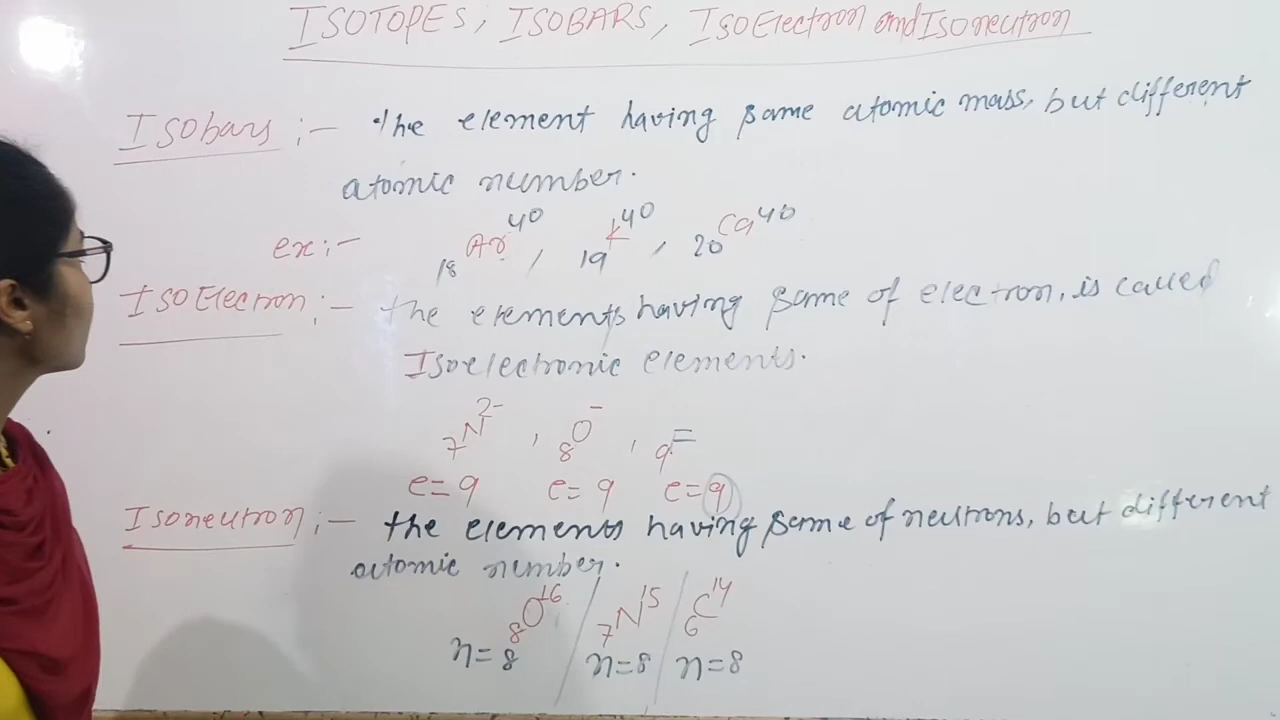 ISOTOPES, ISOBARS, IsoElectron and Isoneutron
Isobars :- The element having same atomic mass, but different
atomic number.
ex:- ₁₈Ar⁴⁰, ₁₉K⁴⁰, ₂₀Ca⁴⁰
IsoElectron :- the elements having same of electron, is called
Isoelectronic elements.
₇N²⁻, ₈O⁻, ₉F
e=9 e=9 e=9
Isoneutron :- the elements having same of neutrons, but different
atomic number.
₈O¹⁶ / ₇N¹⁵ / ₆C¹⁴
n=8 n=8 n=8